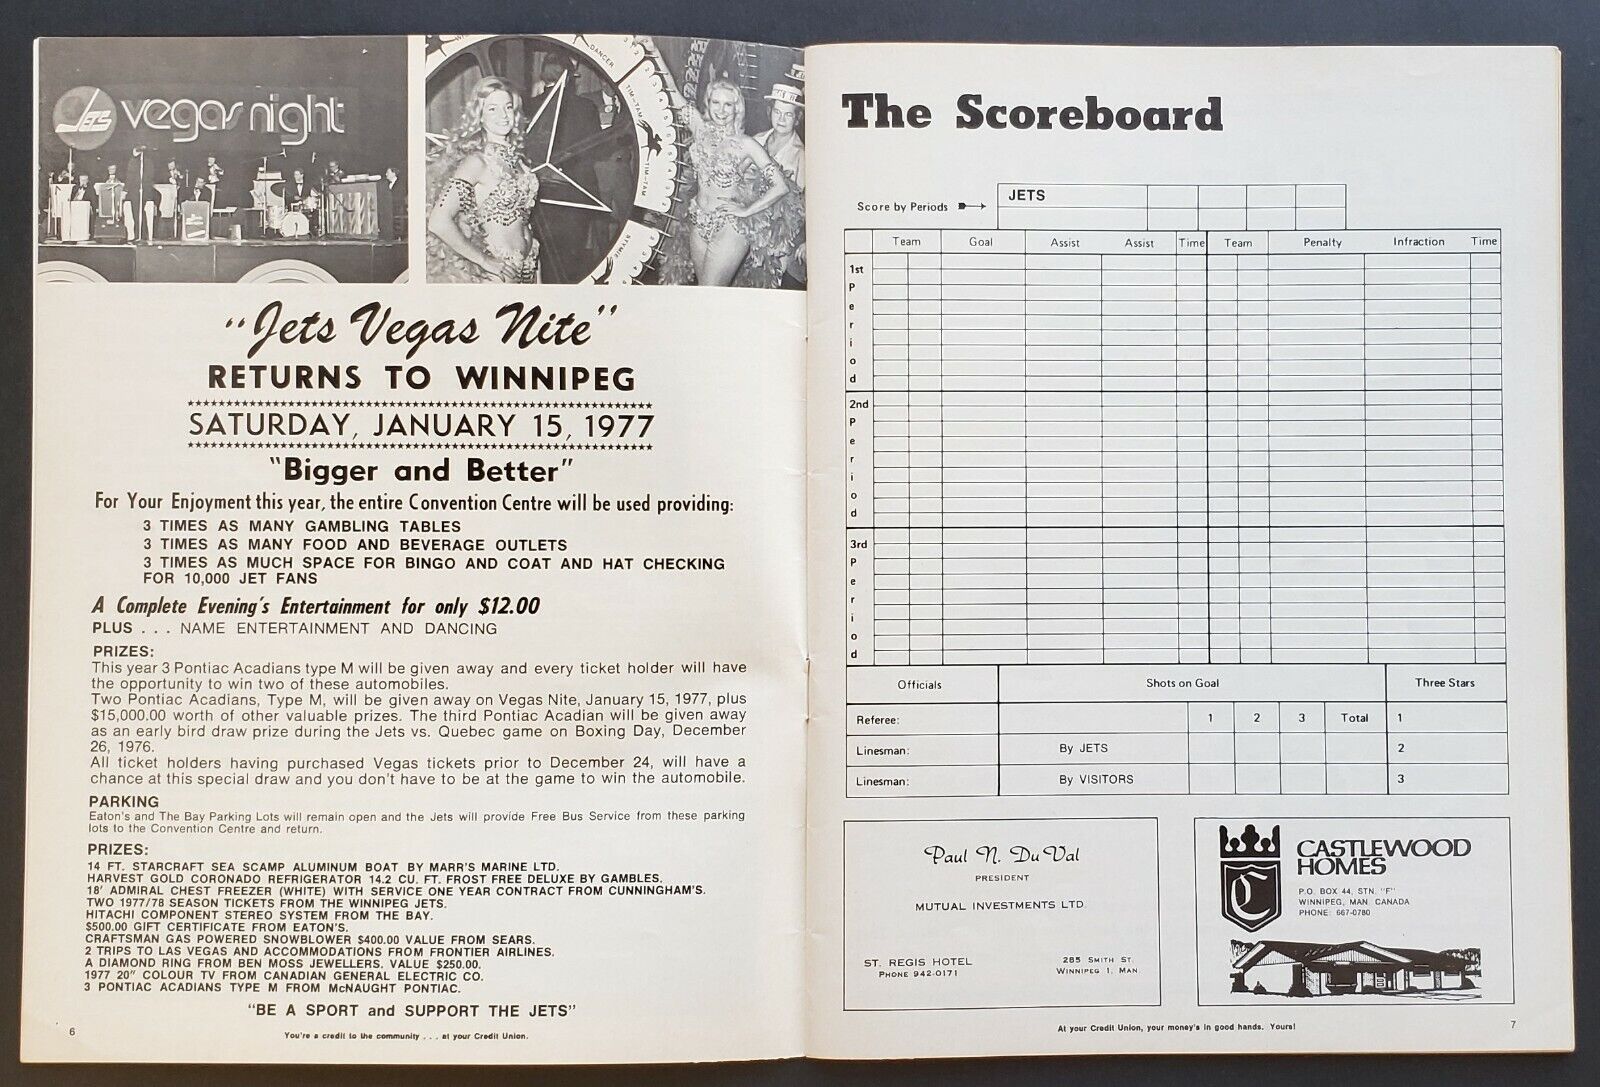 JETS vegas night
DANCER
TIM-TAM
TIM-TAM
STYMIE
"Jets Vegas Nite"
RETURNS TO WINNIPEG
SATURDAY, JANUARY 15, 1977
"Bigger and Better"
For Your Enjoyment this year, the entire Convention Centre will be used providing:
3 TIMES AS MANY GAMBLING TABLES
3 TIMES AS MANY FOOD AND BEVERAGE OUTLETS
3 TIMES AS MUCH SPACE FOR BINGO AND COAT AND HAT CHECKING
FOR 10,000 JET FANS
A Complete Evening's Entertainment for only $12.00
PLUS . . . NAME ENTERTAINMENT AND DANCING
PRIZES:
This year 3 Pontiac Acadians type M will be given away and every ticket holder will have
the opportunity to win two of these automobiles.
Two Pontiac Acadians, Type M, will be given away on Vegas Nite, January 15, 1977, plus
$15,000.00 worth of other valuable prizes. The third Pontiac Acadian will be given away
as an early bird draw prize during the Jets vs. Quebec game on Boxing Day, December
26, 1976.
All ticket holders having purchased Vegas tickets prior to December 24, will have a
chance at this special draw and you don't have to be at the game to win the automobile.
PARKING
Eaton's and The Bay Parking Lots will remain open and the Jets will provide Free Bus Service from these parking
lots to the Convention Centre and return.
PRIZES:
14 FT. STARCRAFT SEA SCAMP ALUMINUM BOAT BY MARR'S MARINE LTD.
HARVEST GOLD CORONADO REFRIGERATOR 14.2 CU. FT. FROST FREE DELUXE BY GAMBLES.
18' ADMIRAL CHEST FREEZER (WHITE) WITH SERVICE ONE YEAR CONTRACT FROM CUNNINGHAM'S.
TWO 1977/78 SEASON TICKETS FROM THE WINNIPEG JETS.
HITACHI COMPONENT STEREO SYSTEM FROM THE BAY.
$500.00 GIFT CERTIFICATE FROM EATON'S.
CRAFTSMAN GAS POWERED SNOWBLOWER $400.00 VALUE FROM SEARS.
2 TRIPS TO LAS VEGAS AND ACCOMMODATIONS FROM FRONTIER AIRLINES.
A DIAMOND RING FROM BEN MOSS JEWELLERS. VALUE $250.00.
1977 20" COLOUR TV FROM CANADIAN GENERAL ELECTRIC CO.
3 PONTIAC ACADIANS TYPE M FROM McNAUGHT PONTIAC.
"BE A SPORT and SUPPORT THE JETS"
6
You're a credit to the community . . . at your Credit Union.
The Scoreboard
Score by Periods
JETS
Team Goal Assist Assist Time Team Penalty Infraction Time
1st Period
2nd Period
3rd Period
Officials Shots on Goal Three Stars
Referee: 1 2 3 Total 1
Linesman: By JETS 2
Linesman: By VISITORS 3
Paul N. Du Val
PRESIDENT
MUTUAL INVESTMENTS LTD.
ST. REGIS HOTEL 285 SMITH ST.
PHONE 942-0171 WINNIPEG 1, MAN.
C
CASTLEWOOD
HOMES
P.O. BOX 44, STN. "F"
WINNIPEG, MAN. CANADA
PHONE: 667-0780
At your Credit Union, your money's in good hands. Yours!
7